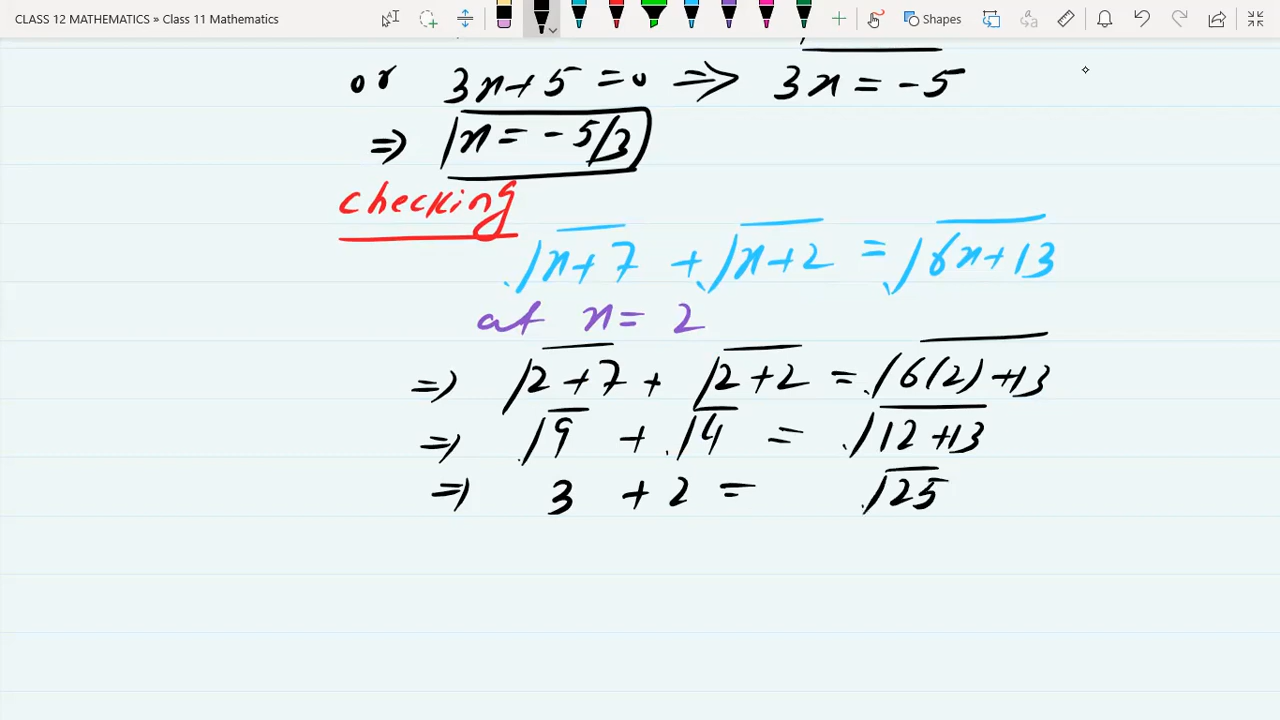 CLASS 12 MATHEMATICS » Class 11 Mathematics
Shapes
or 3x+5=0 => 3x=-5
=> x=-5/3
checking
√x+7 + √x+2 = √6x+13
at x=2
=> √2+7 + √2+2 = √6(2)+13
=> √9 + √4 = √12+13
=> 3 + 2 = √25